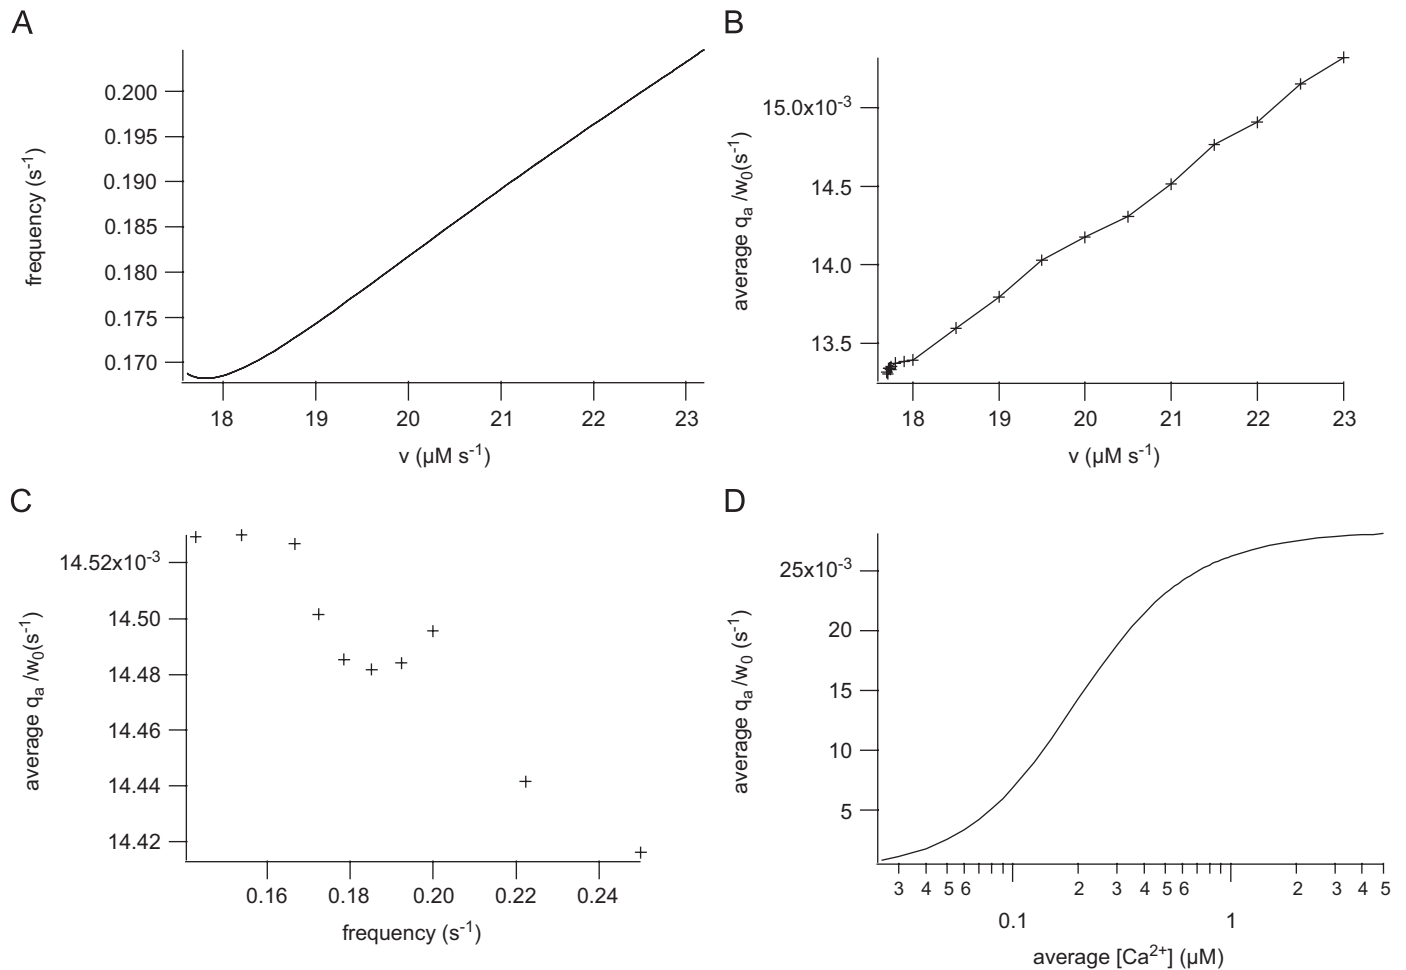 A
frequency (s-1)
0.200
0.195
0.190
0.185
0.180
0.175
0.170
18 19 20 21 22 23
v (µM s-1)
B
average qa /w0(s-1)
15.0x10-3
14.5
14.0
13.5
18 19 20 21 22 23
v (µM s-1)
C
average qa /w0(s-1)
14.52x10-3
14.50
14.48
14.46
14.44
14.42
0.16 0.18 0.20 0.22 0.24
frequency (s-1)
D
average qa /w0 (s-1)
25x10-3
20
15
10
5
3 4 5 6 2 3 4 5 6 2 3 4 5
0.1 1
average [Ca2+] (µM)